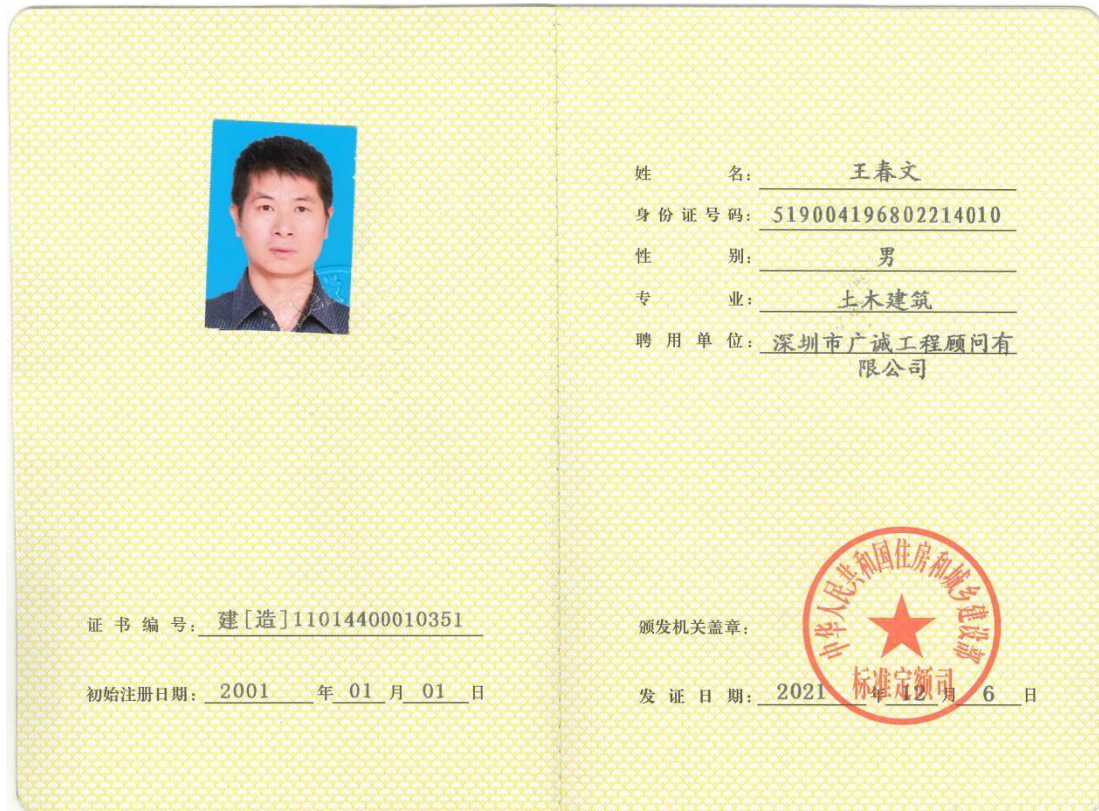 证书编号: 建[造]11014400010351
初始注册日期: 2001 年 01 月 01 日
姓名: 王春文
身份证号码: 519004196802214010
性别: 男
专业: 土木建筑
聘用单位: 深圳市广诚工程顾问有
限公司
颁发机关盖章:
中华人民共和国住房和城乡建设部
标准定额司
发证日期: 2021 年 12 月 6 日